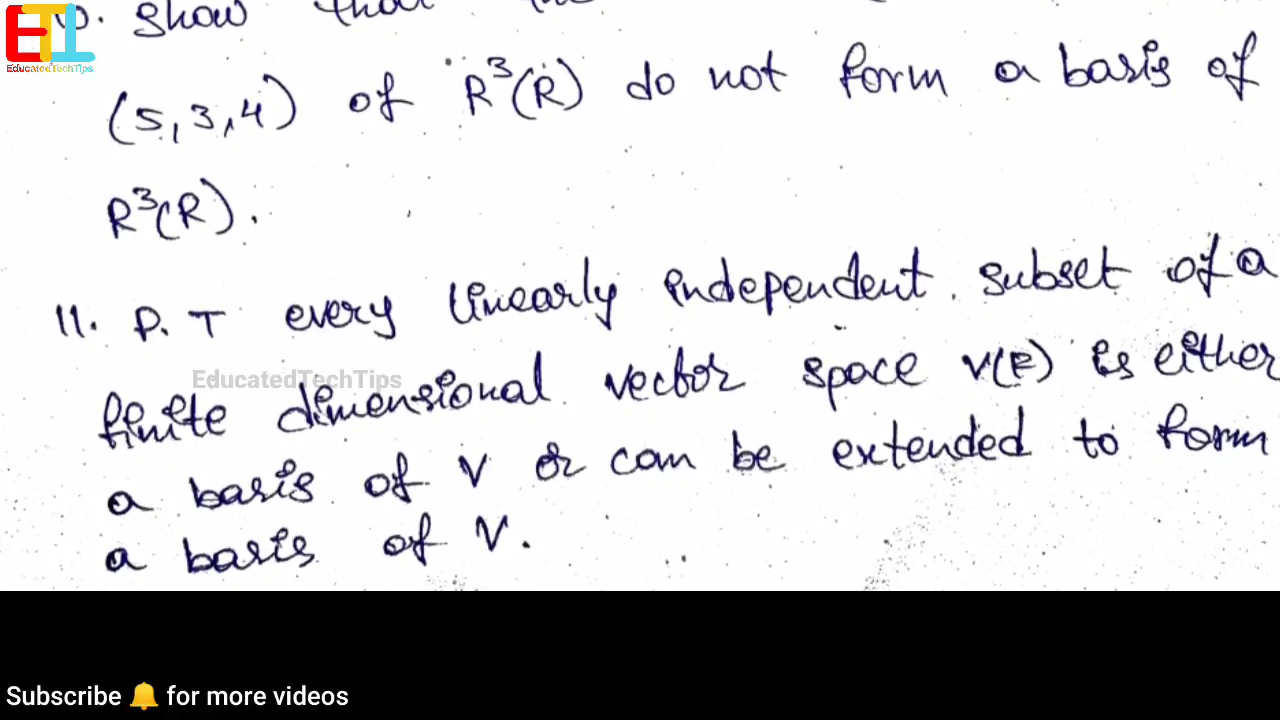 show that
EducatedTechTips
(5,3,4) of R³(R) do not form a basis of
R³(R).
11. P.T every linearly independent subset of a
EducatedTechTips
finite dimensional vector space V(F) is either
a basis of V or can be extended to form
a basis of V.
Subscribe 🔔 for more videos